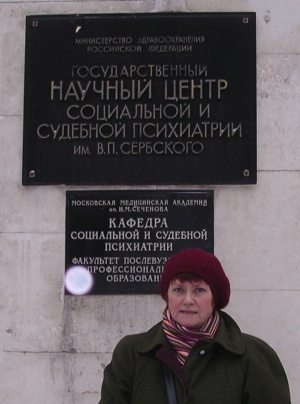 МИНИСТЕРСТВО ЗДРАВООХРАНЕНИЯ
РОССИЙСКОЙ ФЕДЕРАЦИИ
ГОСУДАРСТВЕННЫЙ
НАУЧНЫЙ ЦЕНТР
СОЦИАЛЬНОЙ И
СУДЕБНОЙ ПСИХИАТРИИ
ИМ. В.П. СЕРБСКОГО
МОСКОВСКАЯ МЕДИЦИНСКАЯ АКАДЕМИЯ
ИМ. И.М. СЕЧЕНОВА
КАФЕДРА
СОЦИАЛЬНОЙ И СУДЕБНОЙ
ПСИХИАТРИИ
ФАКУЛЬТЕТ